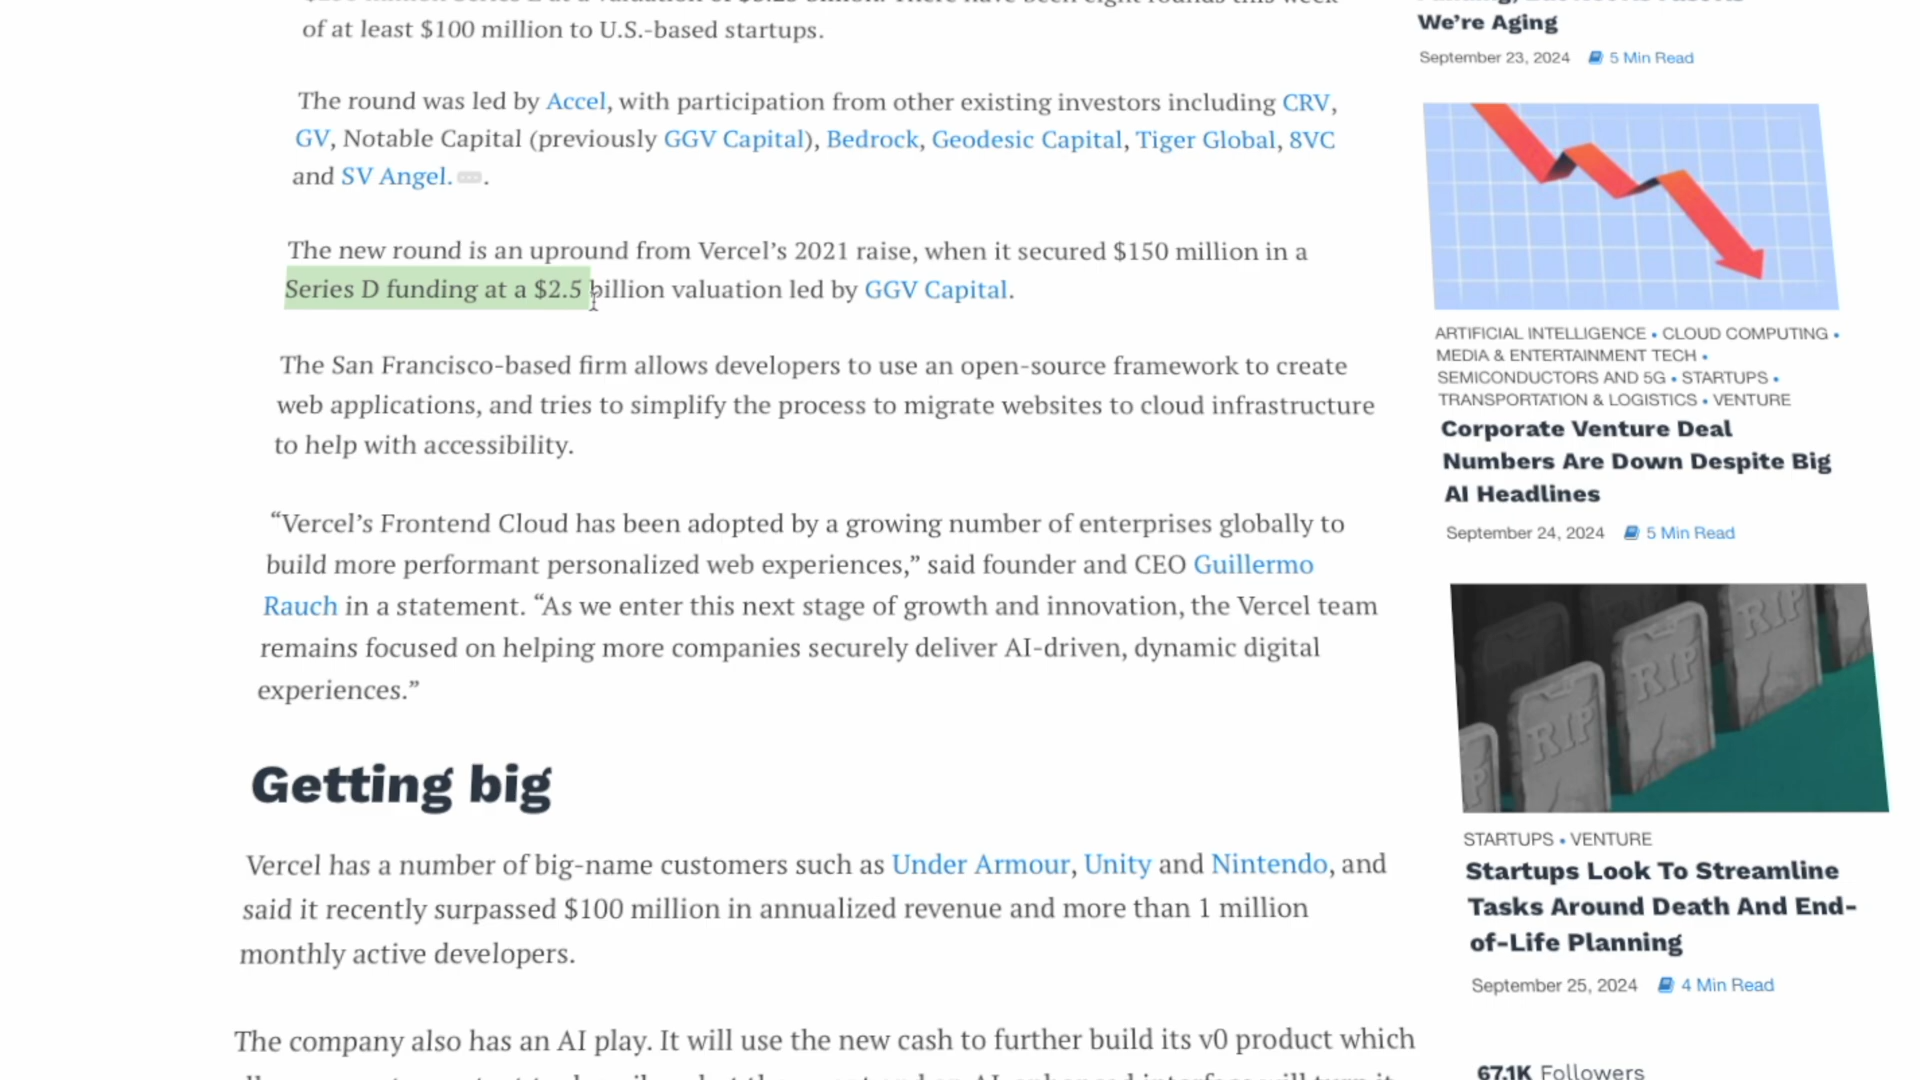 of at least $100 million to U.S.-based startups.
The round was led by Accel, with participation from other existing investors including CRV,
GV, Notable Capital (previously GGV Capital), Bedrock, Geodesic Capital, Tiger Global, 8VC
and SV Angel. .
The new round is an upround from Vercel’s 2021 raise, when it secured $150 million in a
Series D funding at a $2.5 billion valuation led by GGV Capital.
The San Francisco-based firm allows developers to use an open-source framework to create
web applications, and tries to simplify the process to migrate websites to cloud infrastructure
to help with accessibility.
“Vercel’s Frontend Cloud has been adopted by a growing number of enterprises globally to
build more performant personalized web experiences,” said founder and CEO Guillermo
Rauch in a statement. “As we enter this next stage of growth and innovation, the Vercel team
remains focused on helping more companies securely deliver AI-driven, dynamic digital
experiences.”
Getting big
Vercel has a number of big-name customers such as Under Armour, Unity and Nintendo, and
said it recently surpassed $100 million in annualized revenue and more than 1 million
monthly active developers.
The company also has an AI play. It will use the new cash to further build its v0 product which
We’re Aging
September 23, 2024 5 Min Read
ARTIFICIAL INTELLIGENCE • CLOUD COMPUTING •
MEDIA & ENTERTAINMENT TECH •
SEMICONDUCTORS AND 5G • STARTUPS •
TRANSPORTATION & LOGISTICS • VENTURE
Corporate Venture Deal
Numbers Are Down Despite Big
AI Headlines
September 24, 2024 5 Min Read
RIP
RIP
RIP
RIP
STARTUPS • VENTURE
Startups Look To Streamline
Tasks Around Death And End-
of-Life Planning
September 25, 2024 4 Min Read
67.1K Followers